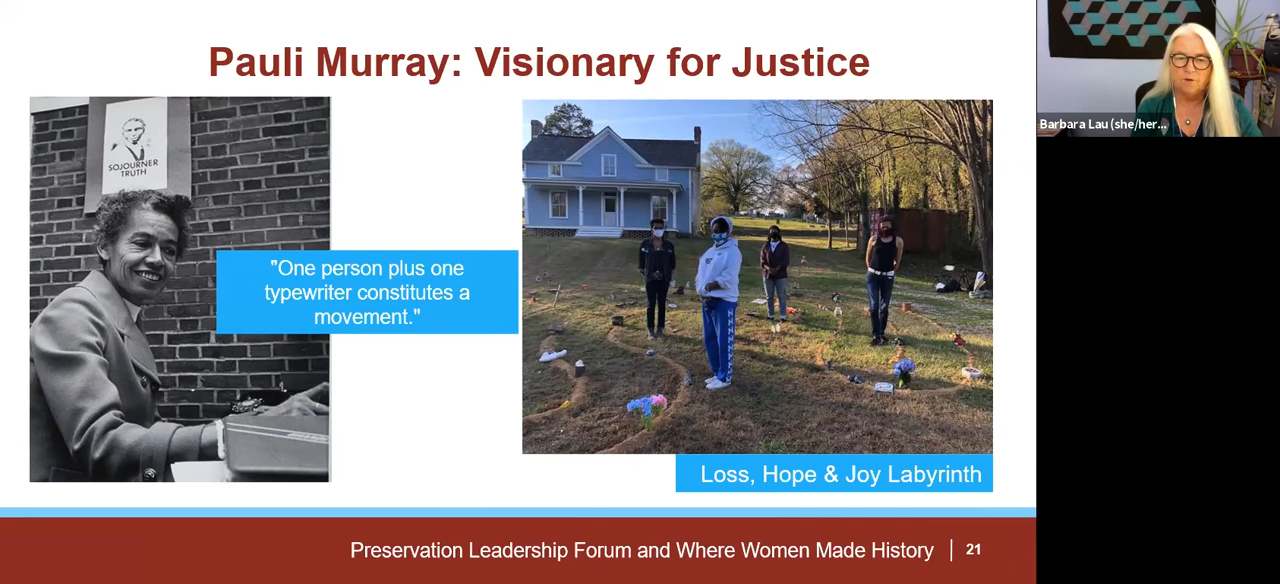 Pauli Murray: Visionary for Justice
SOJOURNER
TRUTH
"One person plus one
typewriter constitutes a
movement."
Loss, Hope & Joy Labyrinth
Preservation Leadership Forum and Where Women Made History | 21
Barbara Lau (she/her...